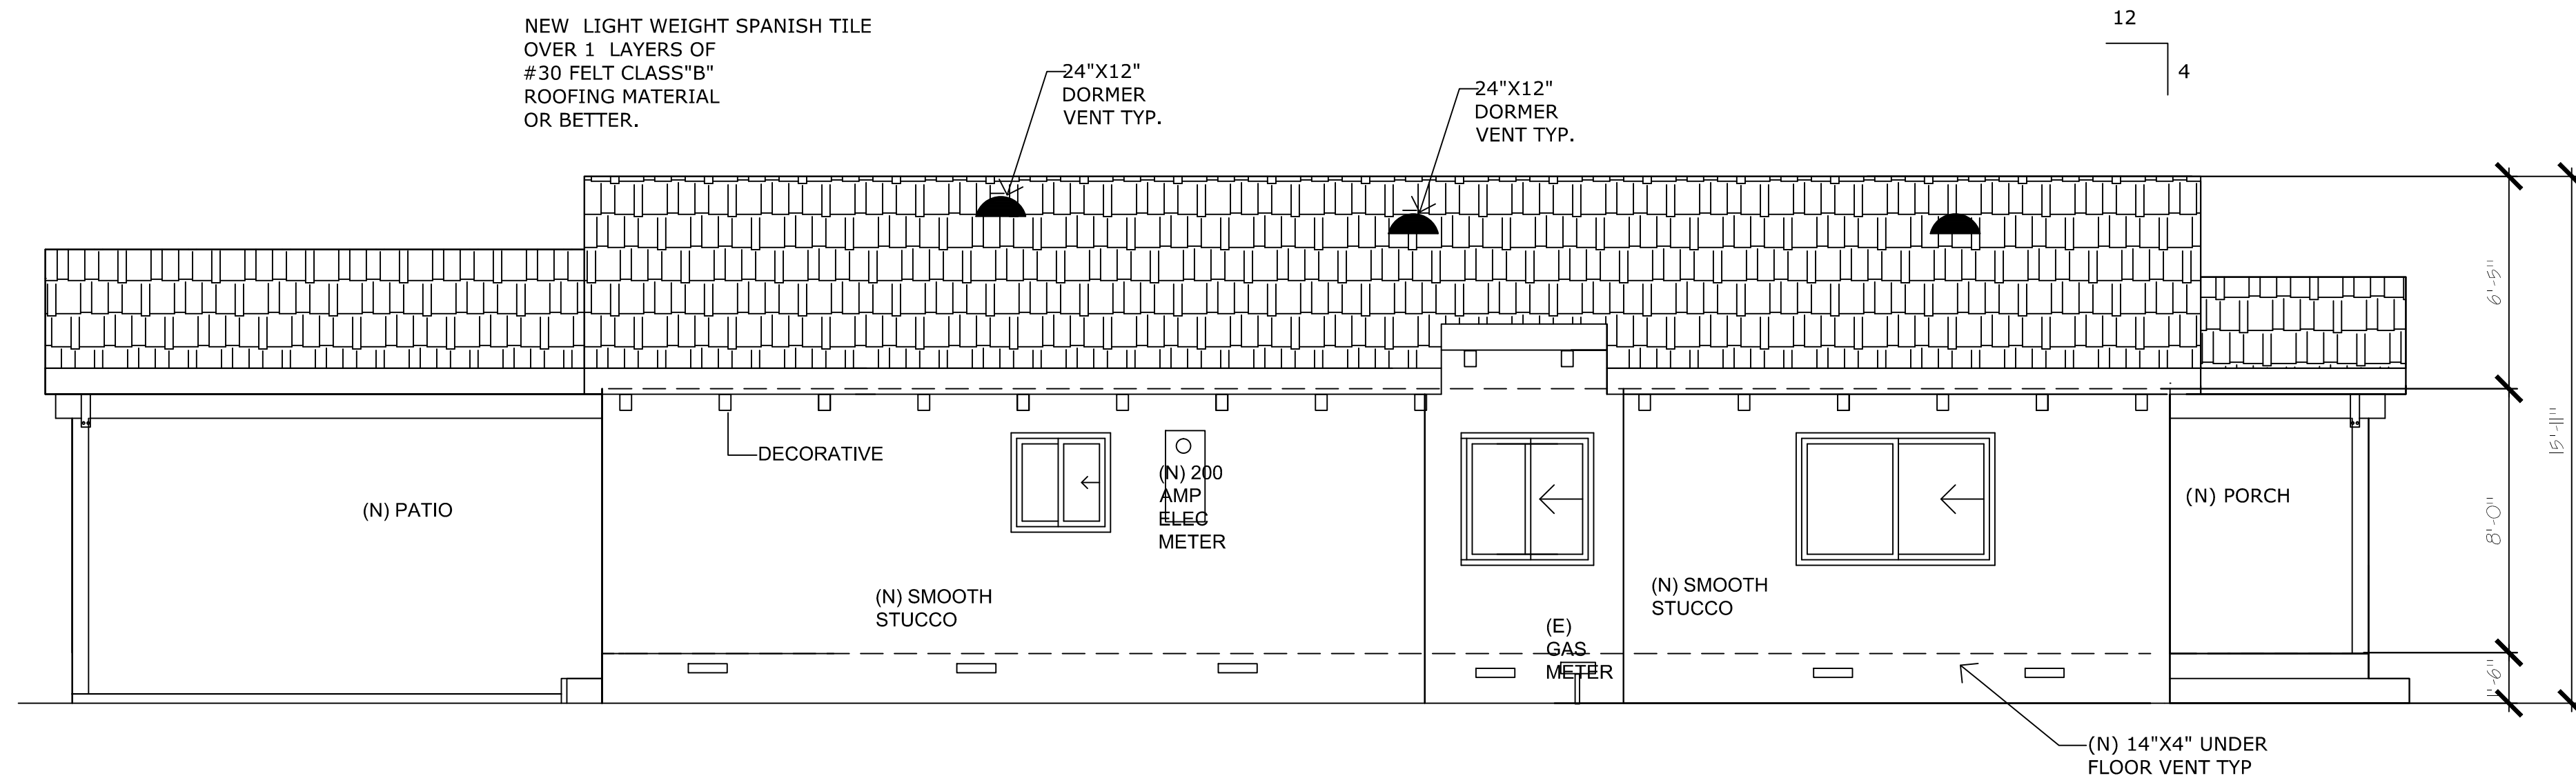 NEW LIGHT WEIGHT SPANISH TILE
OVER 1 LAYERS OF
#30 FELT CLASS"B"
ROOFING MATERIAL
OR BETTER.
24"X12"
DORMER
VENT TYP.
24"X12"
DORMER
VENT TYP.
12
4
6'-5"
15'-11"
8'-0"
1'-6"
DECORATIVE
(N) PATIO
(N) 200
AMP
ELEC
METER
(N) PORCH
(N) SMOOTH
STUCCO
(N) SMOOTH
STUCCO
(E)
GAS
METER
(N) 14"X4" UNDER
FLOOR VENT TYP